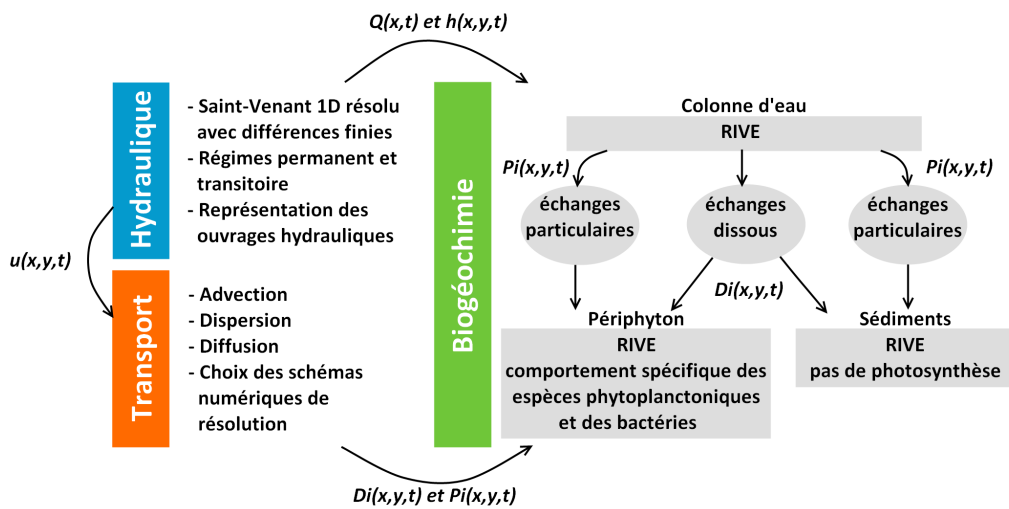 Q(x,t) et h(x,y,t)
Hydraulique
- Saint-Venant 1D résolu
avec différences finies
- Régimes permanent et
transitoire
- Représentation des
ouvrages hydrauliques
u(x,y,t)
Transport
- Advection
- Dispersion
- Diffusion
- Choix des schémas
numériques de
résolution
Di(x,y,t) et Pi(x,y,t)
Biogéochimie
Colonne d'eau
RIVE
Pi(x,y,t)
Pi(x,y,t)
échanges
particulaires
échanges
dissous
échanges
particulaires
Di(x,y,t)
Périphyton
RIVE
comportement spécifique des
espèces phytoplanctoniques
et des bactéries
Sédiments
RIVE
pas de photosynthèse